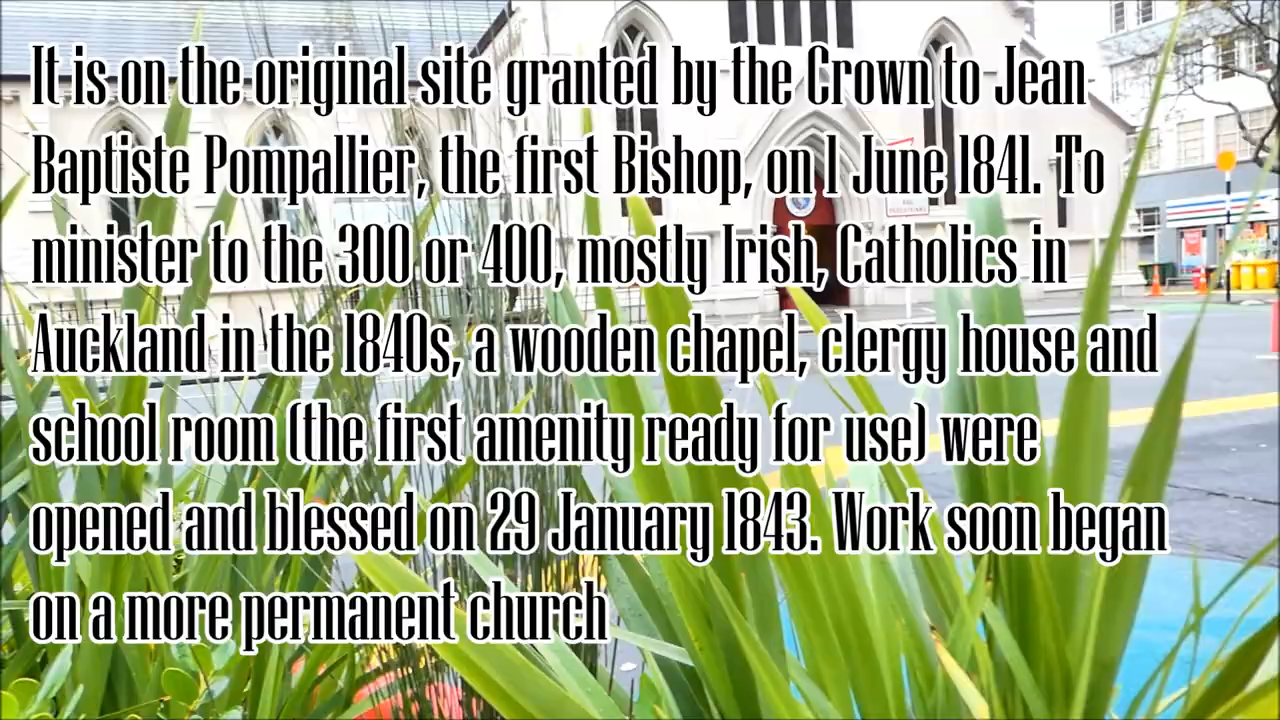 It is on the original site granted by the Crown to Jean
Baptiste Pompallier, the first Bishop, on 1 June 1841. To
minister to the 300 or 400, mostly Irish, Catholics in
Auckland in the 1840s, a wooden chapel, clergy house and
school room (the first amenity ready for use) were
opened and blessed on 29 January 1843. Work soon began
on a more permanent church